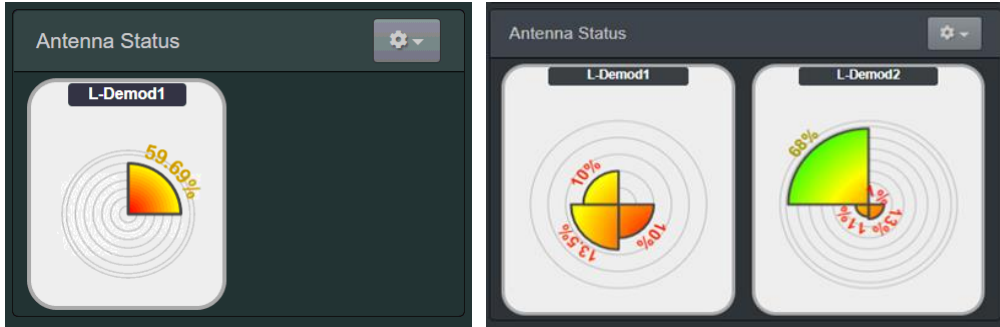 Antenna Status
L-Demod1
59.69%
Antenna Status
L-Demod1
10%
13.5%
10%
L-Demod2
68%
1%
11%
13%